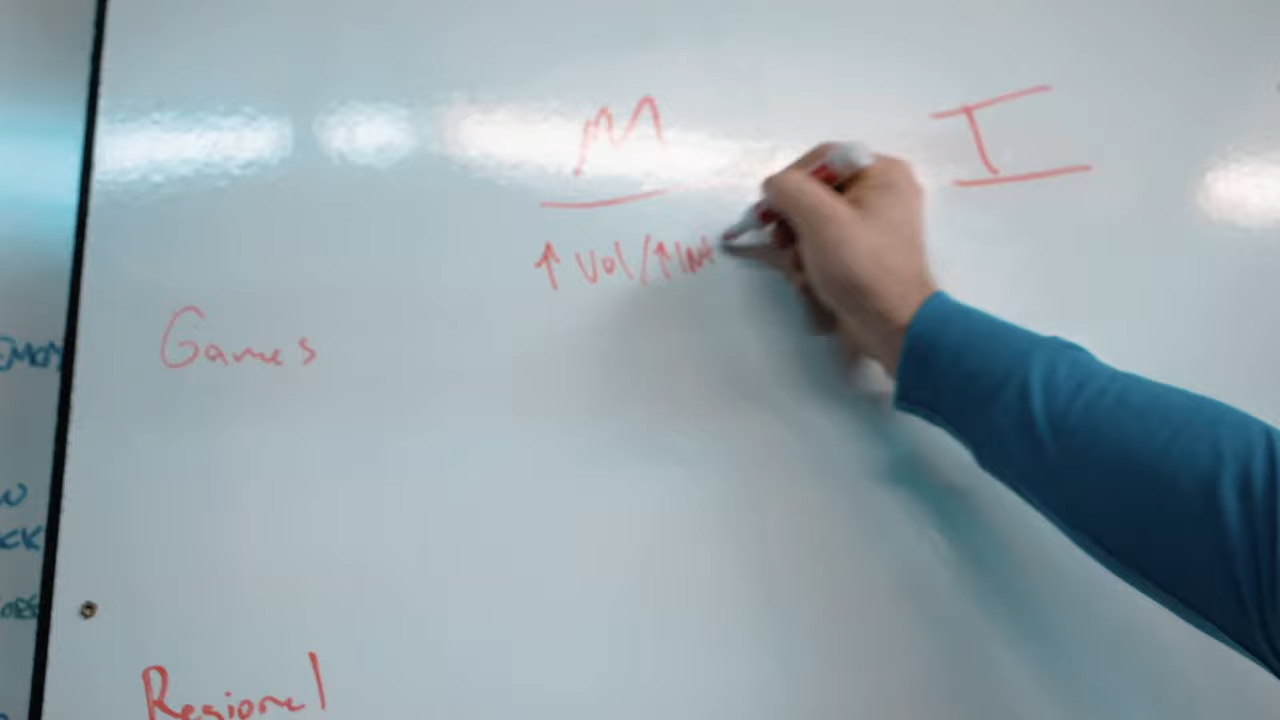 M I
↑ Vol/↑Int
Games
Regional